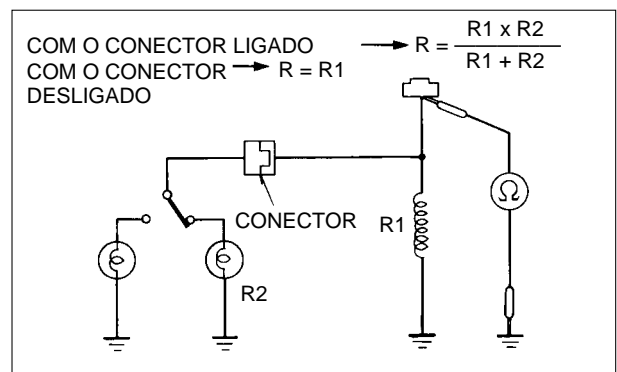 COM O CONECTOR LIGADO → R = R1 x R2 / R1 + R2
COM O CONECTOR → R = R1
DESLIGADO
CONECTOR
R1
Ω
R2